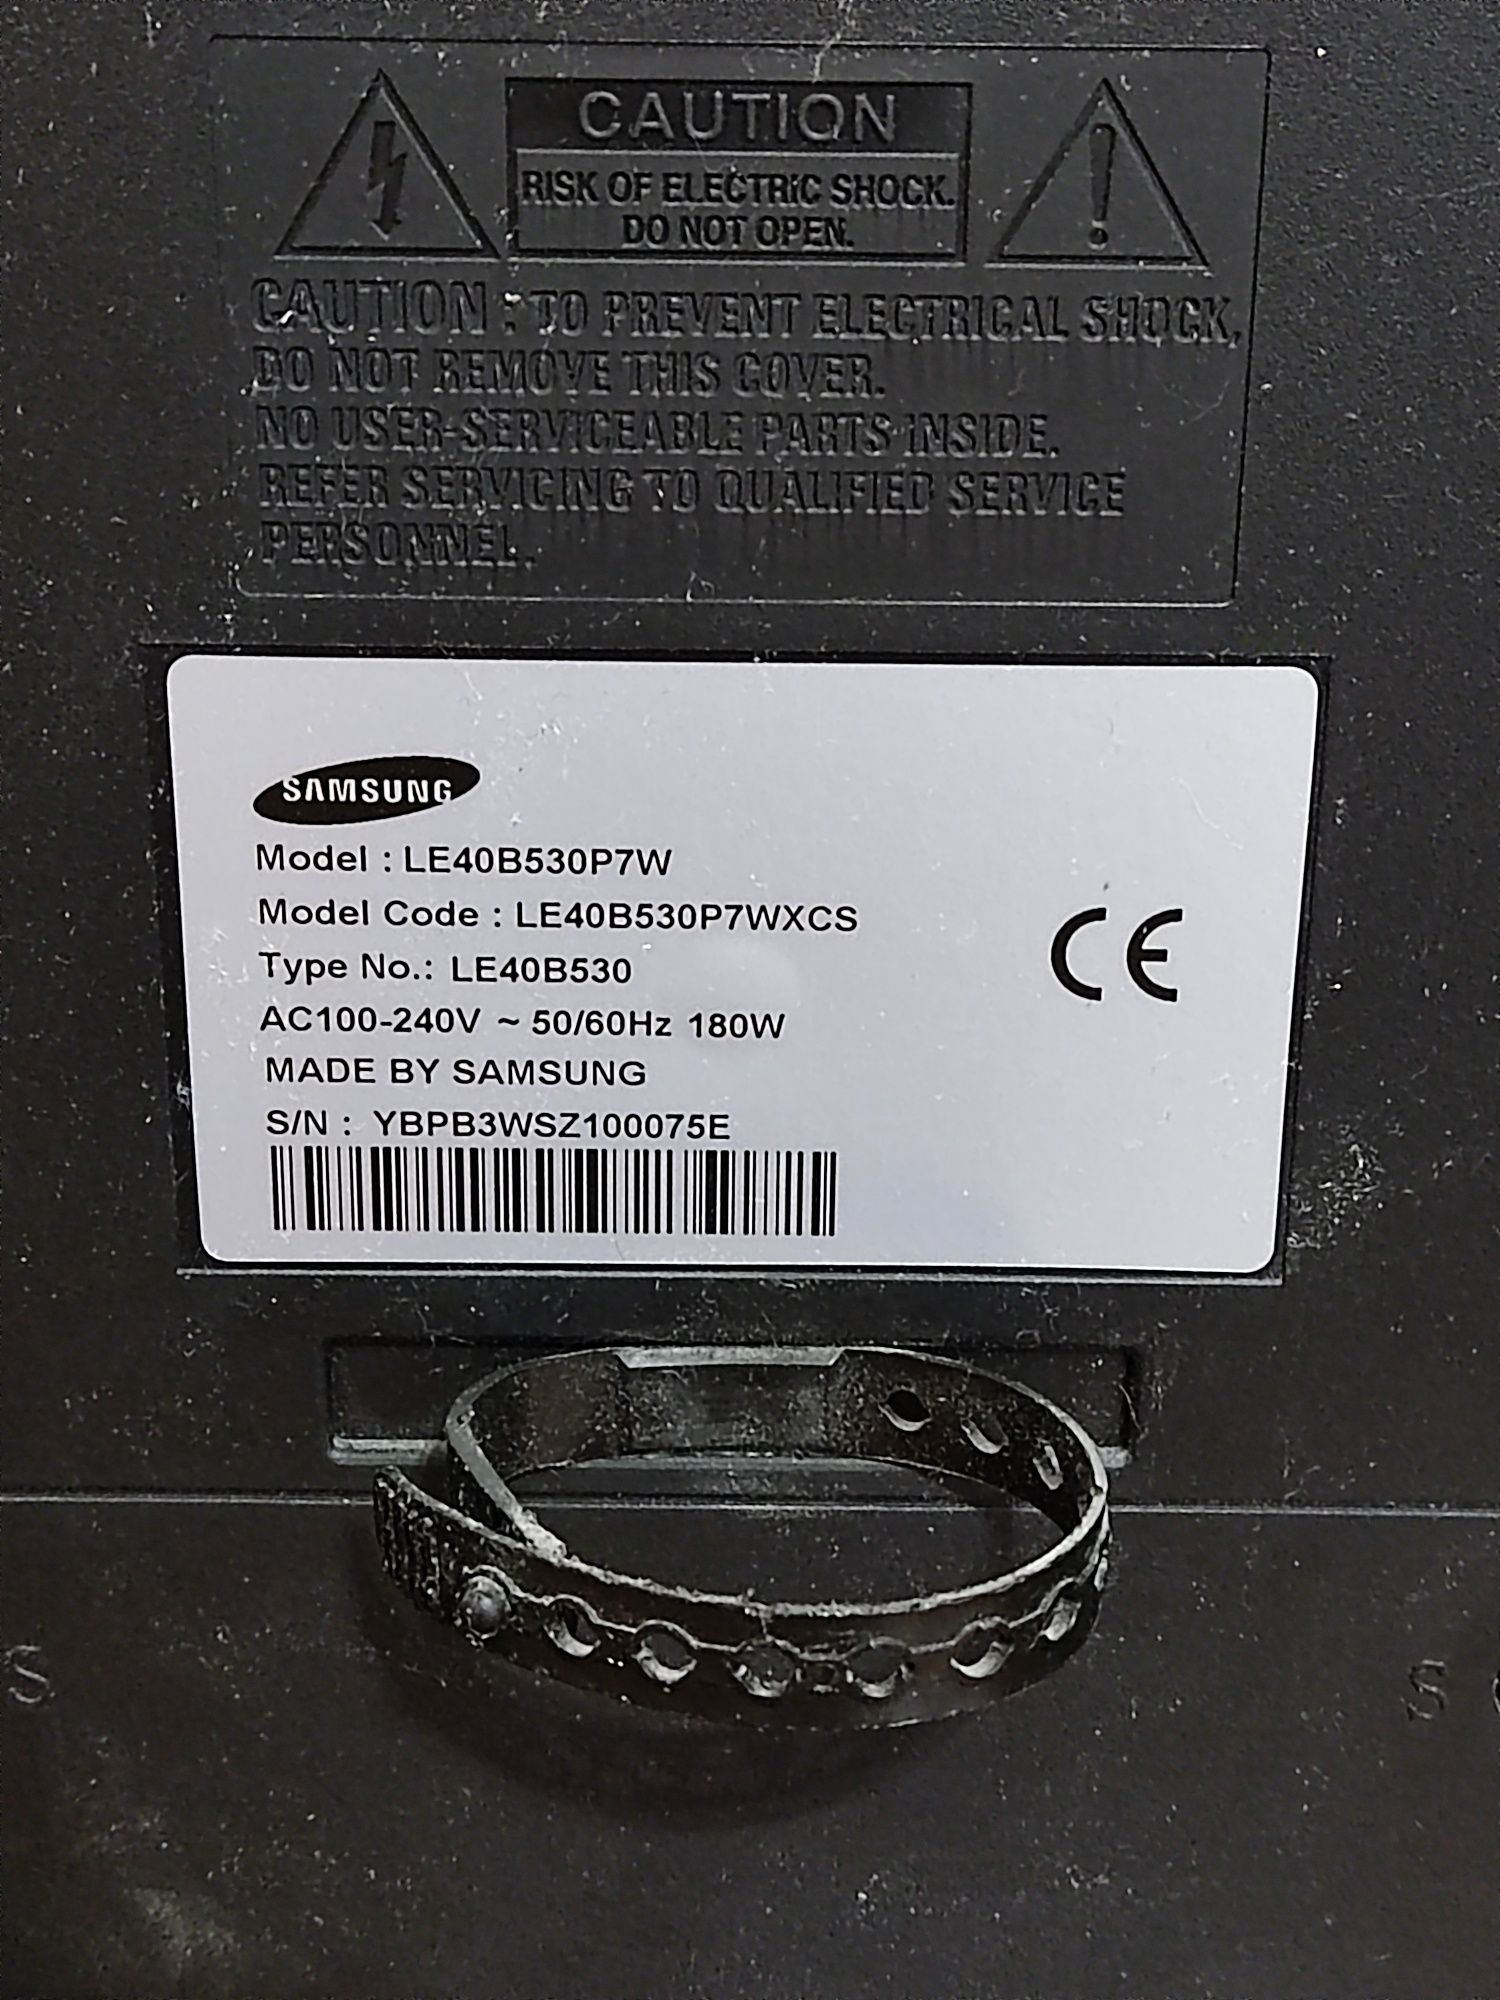 CAUTION
RISK OF ELECTRIC SHOCK.
DO NOT OPEN.
CAUTION : TO PREVENT ELECTRICAL SHOCK,
DO NOT REMOVE THIS COVER.
NO USER-SERVICEABLE PARTS INSIDE.
REFER SERVICING TO QUALIFIED SERVICE
PERSONNEL.
SAMSUNG
Model : LE40B530P7W
Model Code : LE40B530P7WXCS
Type No.: LE40B530
AC100-240V ~ 50/60Hz 180W
MADE BY SAMSUNG
CE
S/N : YBPB3WSZ100075E
S
S